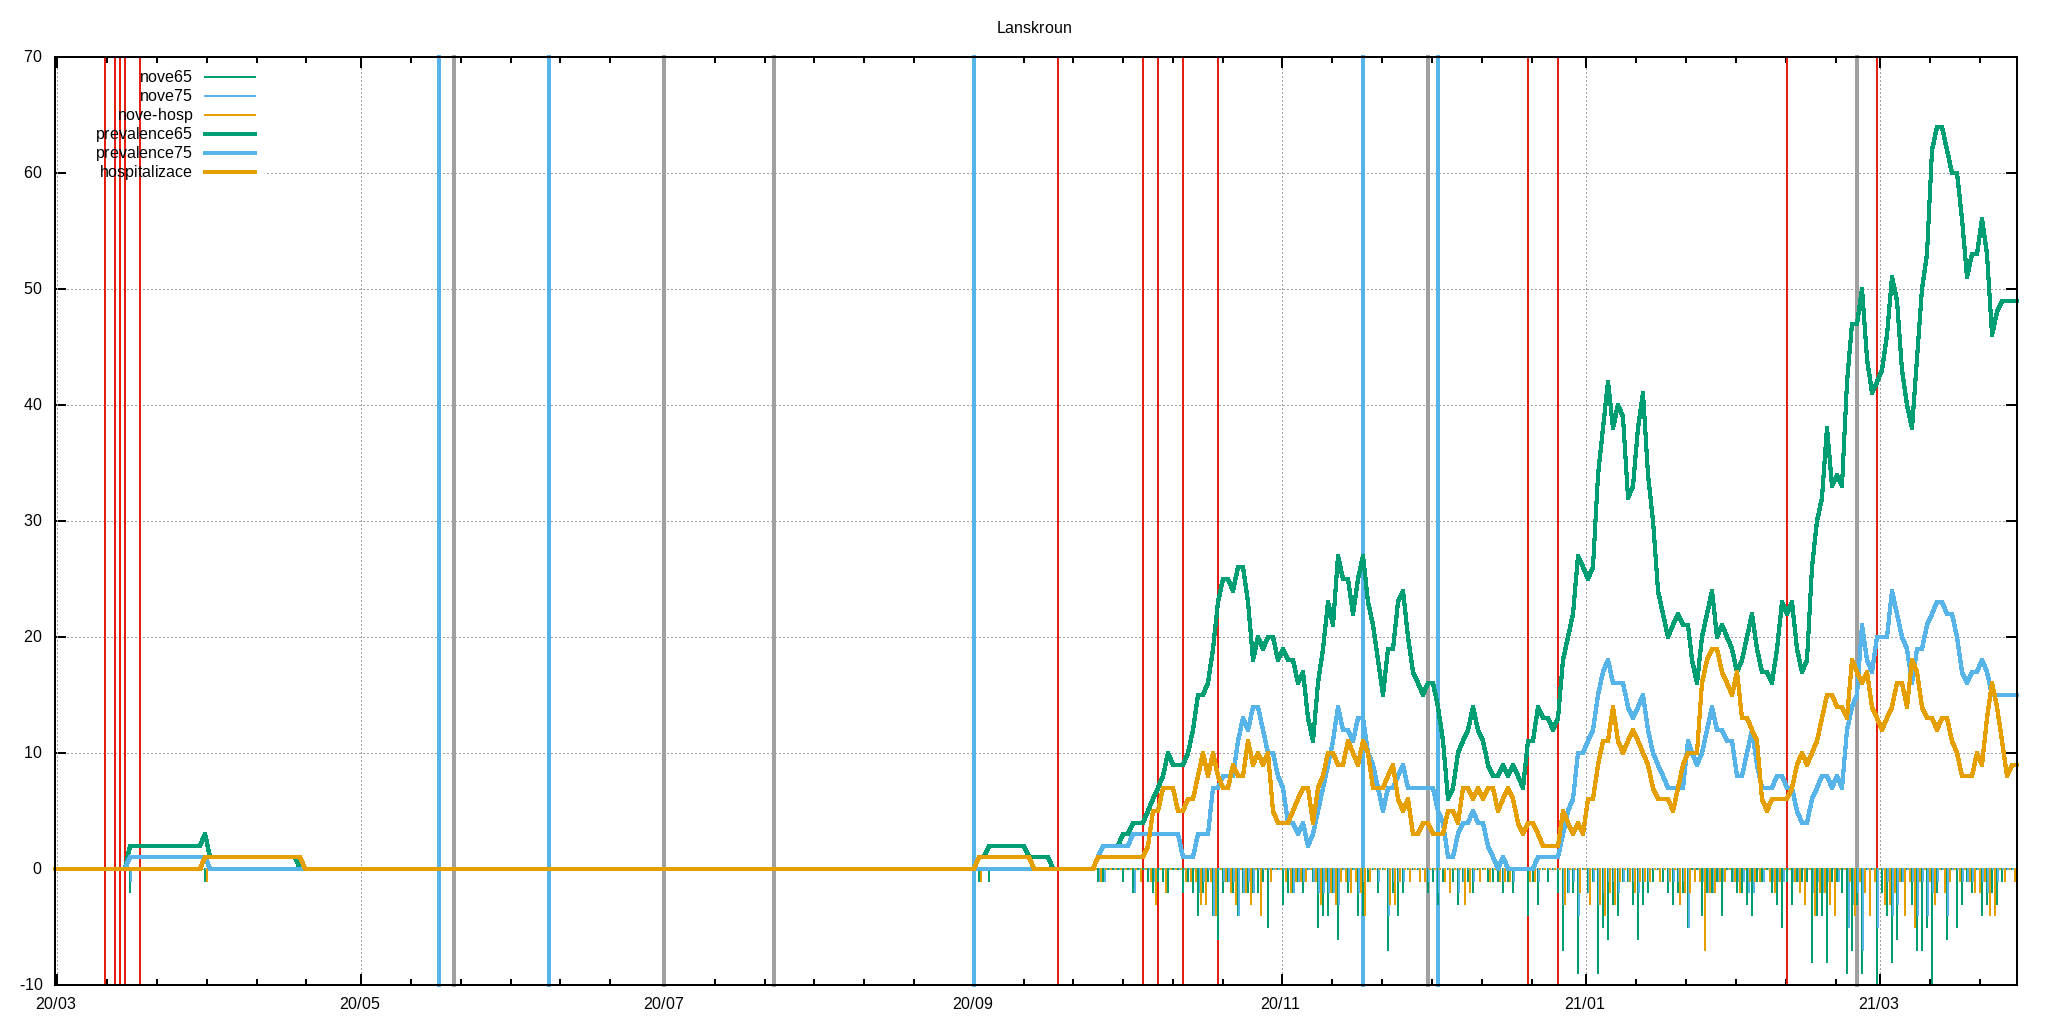 Lanskroun
70
60
50
40
30
20
10
0
-10
nove65
nove75
nove-hosp
prevalence65
prevalence75
hospitalizace
20/03 20/05 20/07 20/09 20/11 21/01 21/03